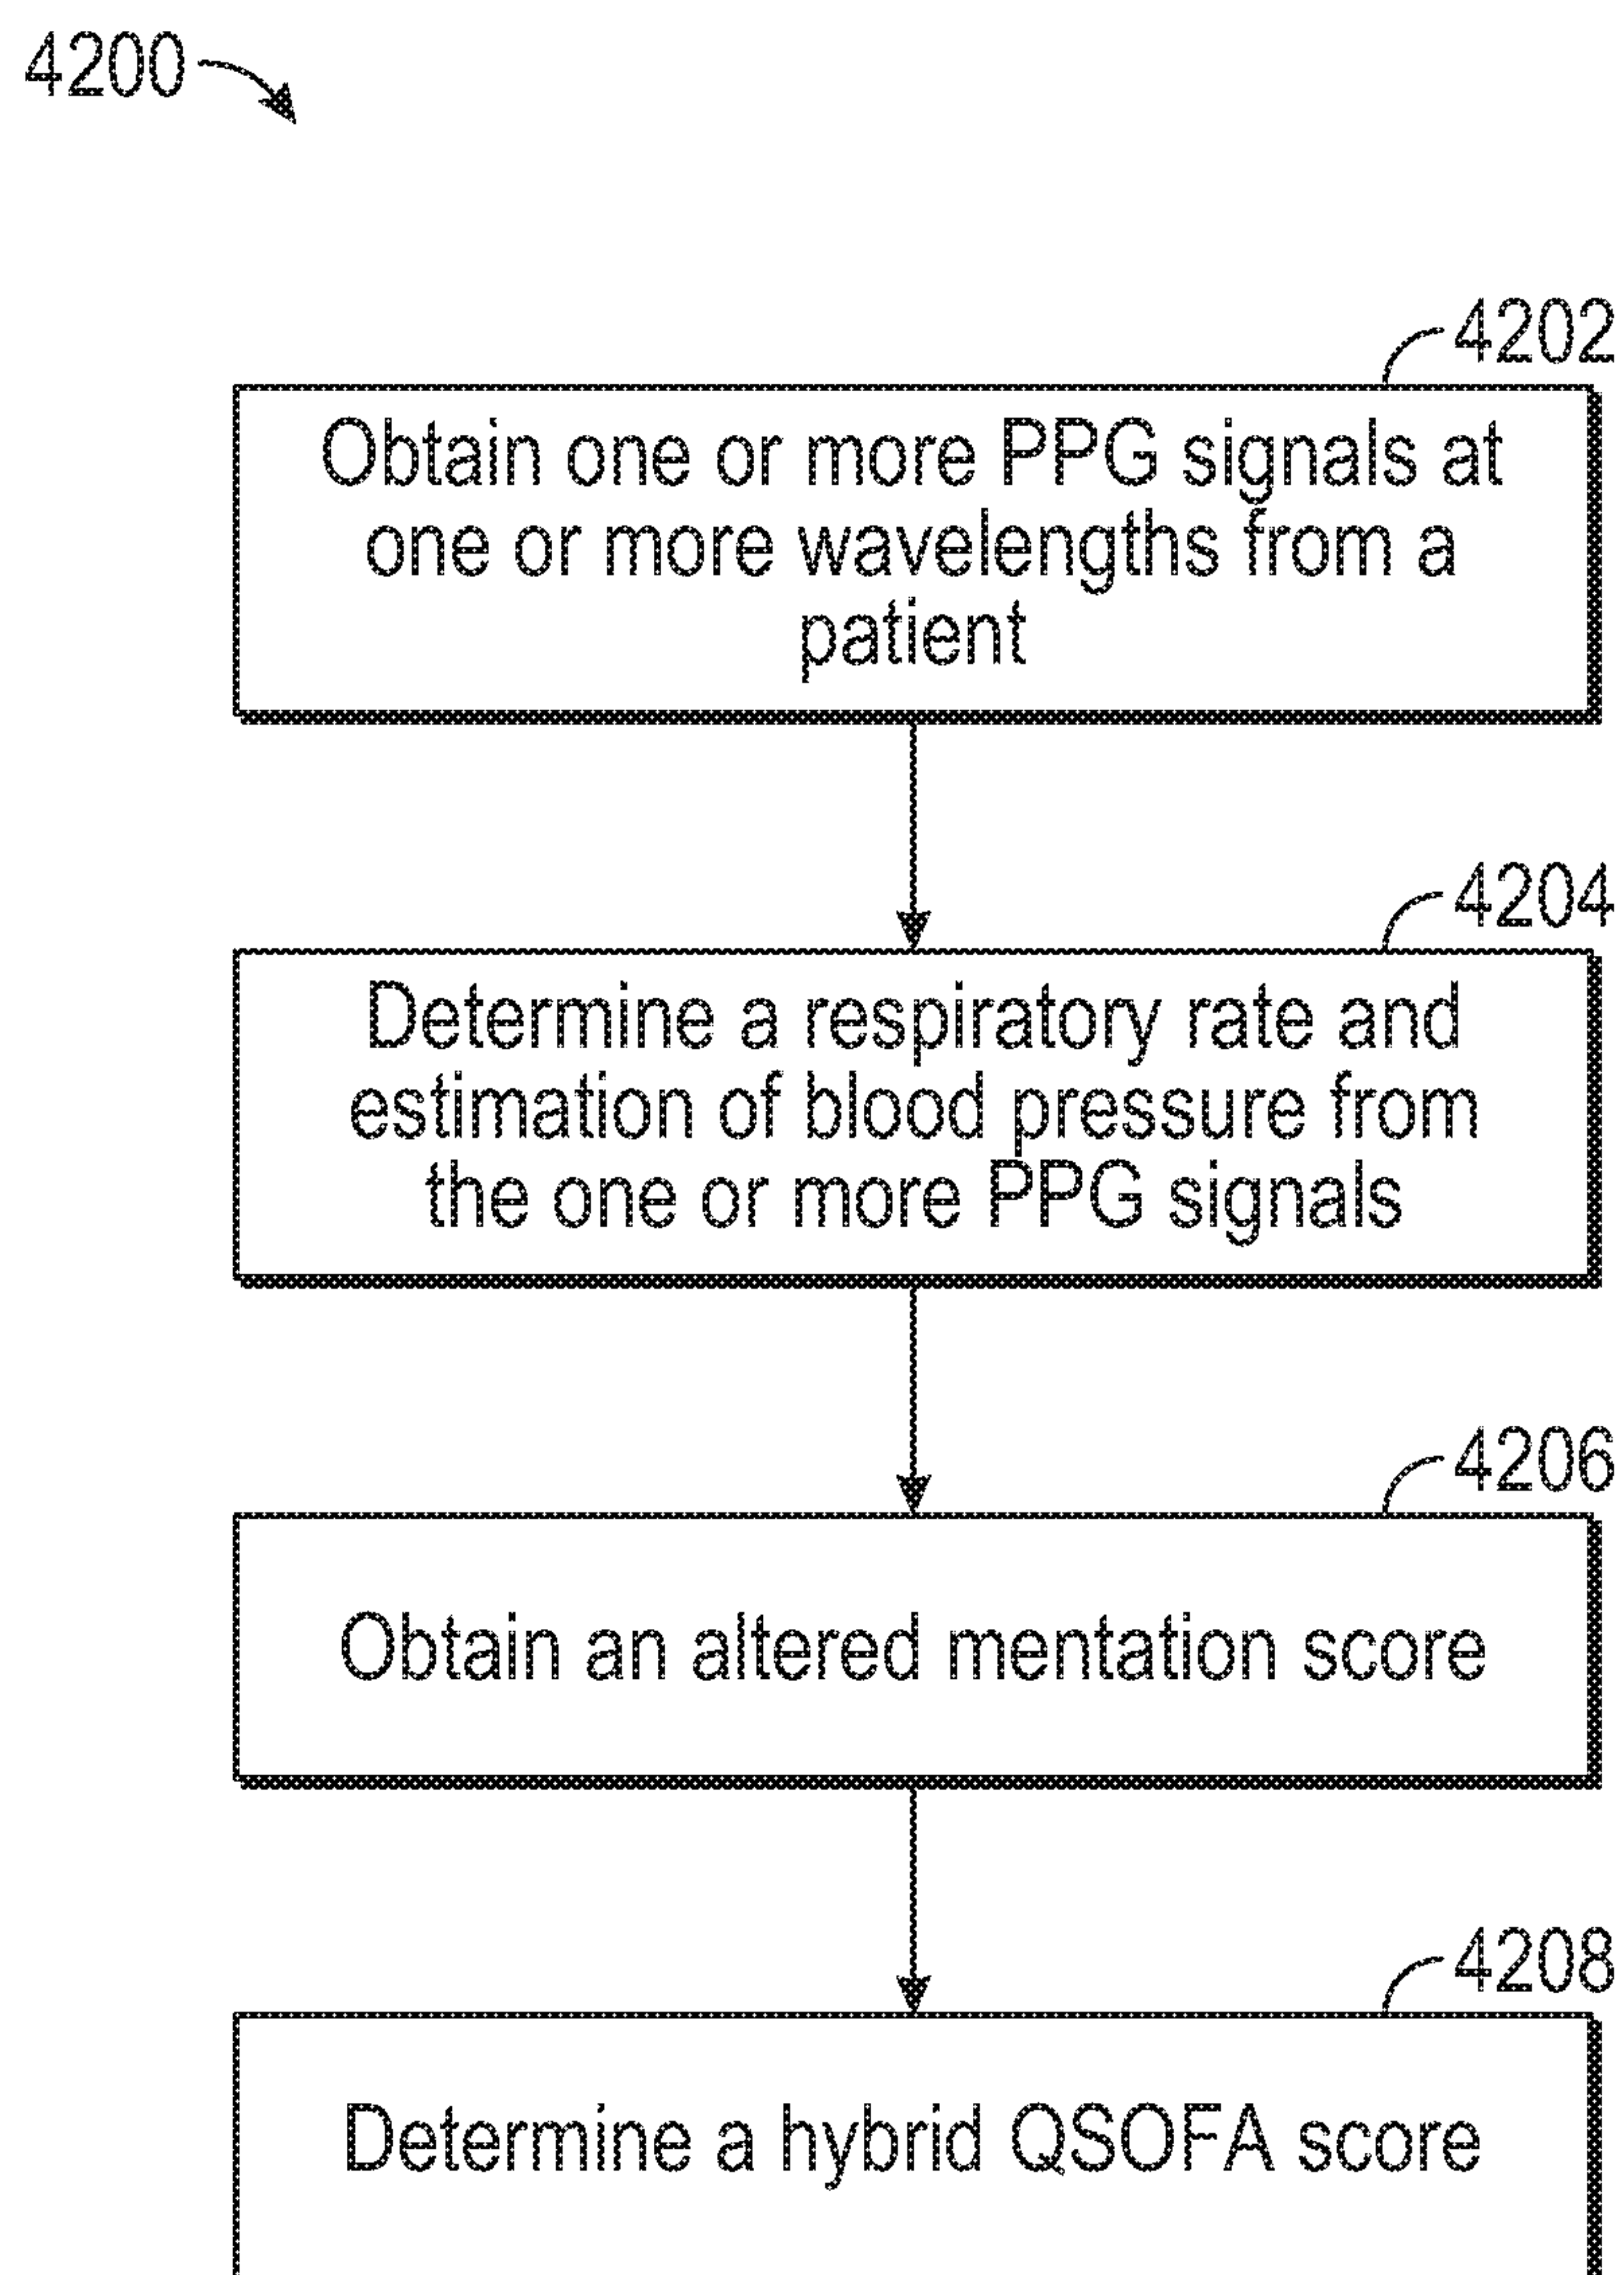 4200
4202
Obtain one or more PPG signals at
one or more wavelengths from a
patient
4204
Determine a respiratory rate and
estimation of blood pressure from
the one or more PPG signals
4206
Obtain an altered mentation score
4208
Determine a hybrid QSOFA score